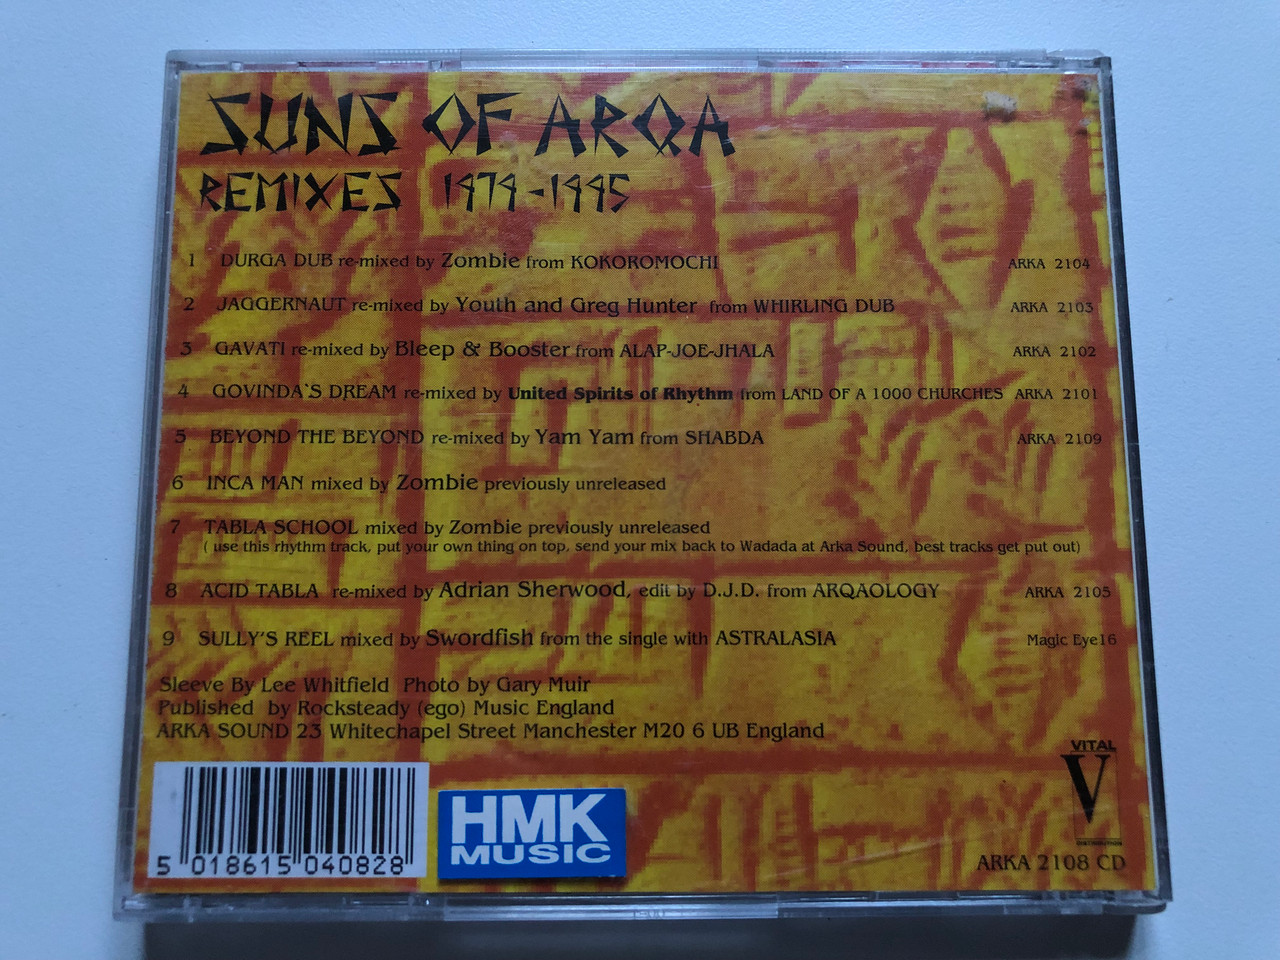 SUNS OF ARQA
REMIXES 1979-1995
1 DURGA DUB re-mixed by Zombie from KOKOROMOCHI ARKA 2104
2 JAGGERNAUT re-mixed by Youth and Greg Hunter from WHIRLING DUB ARKA 2103
3 GAVATI re-mixed by Bleep & Booster from ALAP-JOE-JHALA ARKA 2102
4 GOVINDA`S DREAM re-mixed by United Spirits of Rhythm from LAND OF A 1000 CHURCHES ARKA 2101
5 BEYOND THE BEYOND re-mixed by Yam Yam from SHABDA ARKA 2109
6 INCA MAN mixed by Zombie previously unreleased
7 TABLA SCHOOL mixed by Zombie previously unreleased
( use this rhythm track, put your own thing on top, send your mix back to Wadada at Arka Sound, best tracks get put out)
8 ACID TABLA re-mixed by Adrian Sherwood, edit by D.J.D. from ARQAOLOGY ARKA 2105
9 SULLY'S REEL mixed by Swordfish from the single with ASTRALASIA Magic Eye16
Sleeve By Lee Whitfield Photo by Gary Muir
Published by Rocksteady (ego) Music England
ARKA SOUND 23 Whitechapel Street Manchester M20 6 UB England
VITAL
V
DISTRIBUTION
HMK
MUSIC
5 018615 040828
ARKA 2108 CD